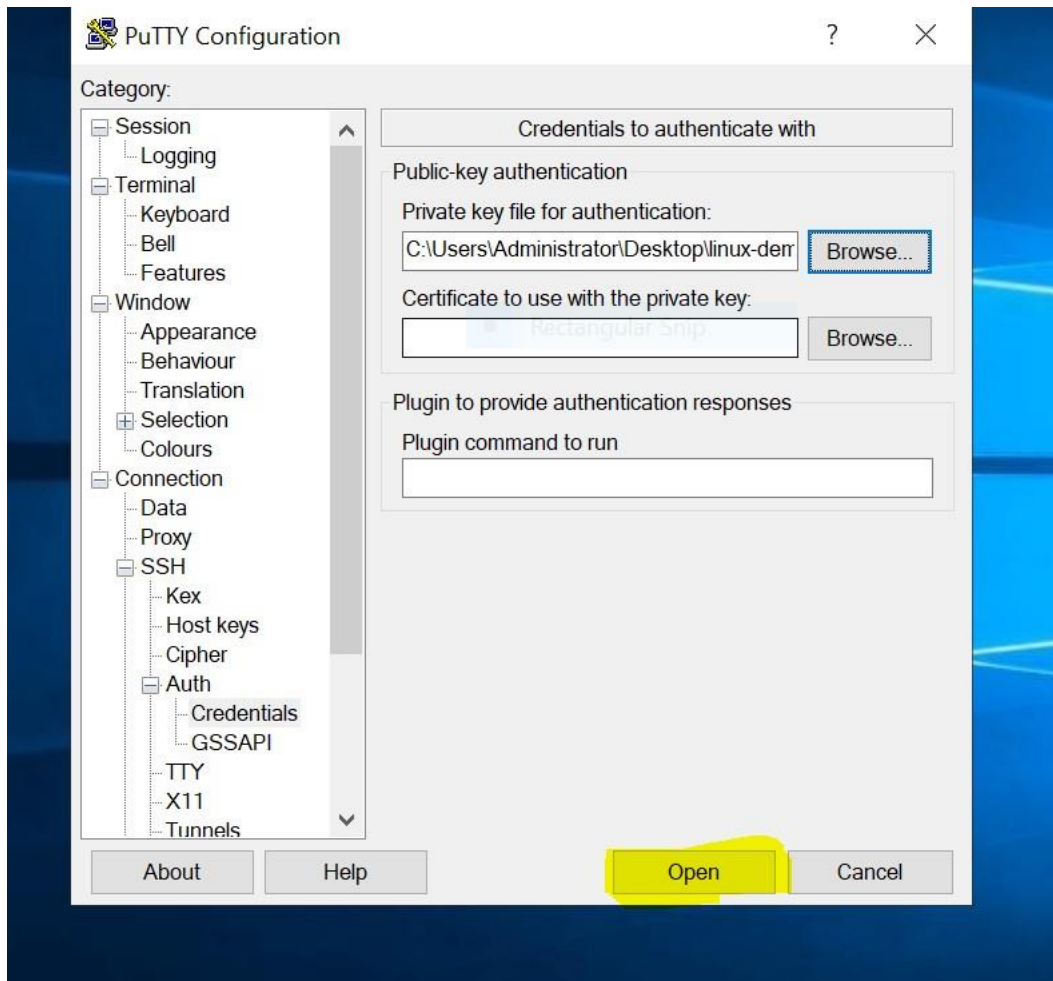 PuTTY Configuration
?
Category:
Session
Logging
Terminal
Keyboard
Bell
Features
Window
Appearance
Behaviour
Translation
Selection
Colours
Connection
Data
Proxy
SSH
Kex
Host keys
Cipher
Auth
Credentials
GSSAPI
TTY
X11
Tunnels
Credentials to authenticate with
Public-key authentication
Private key file for authentication:
C:\Users\Administrator\Desktop\linux-dem
Browse...
Certificate to use with the private key:
Rectangular Snip
Browse...
Plugin to provide authentication responses
Plugin command to run
About
Help
Open
Cancel